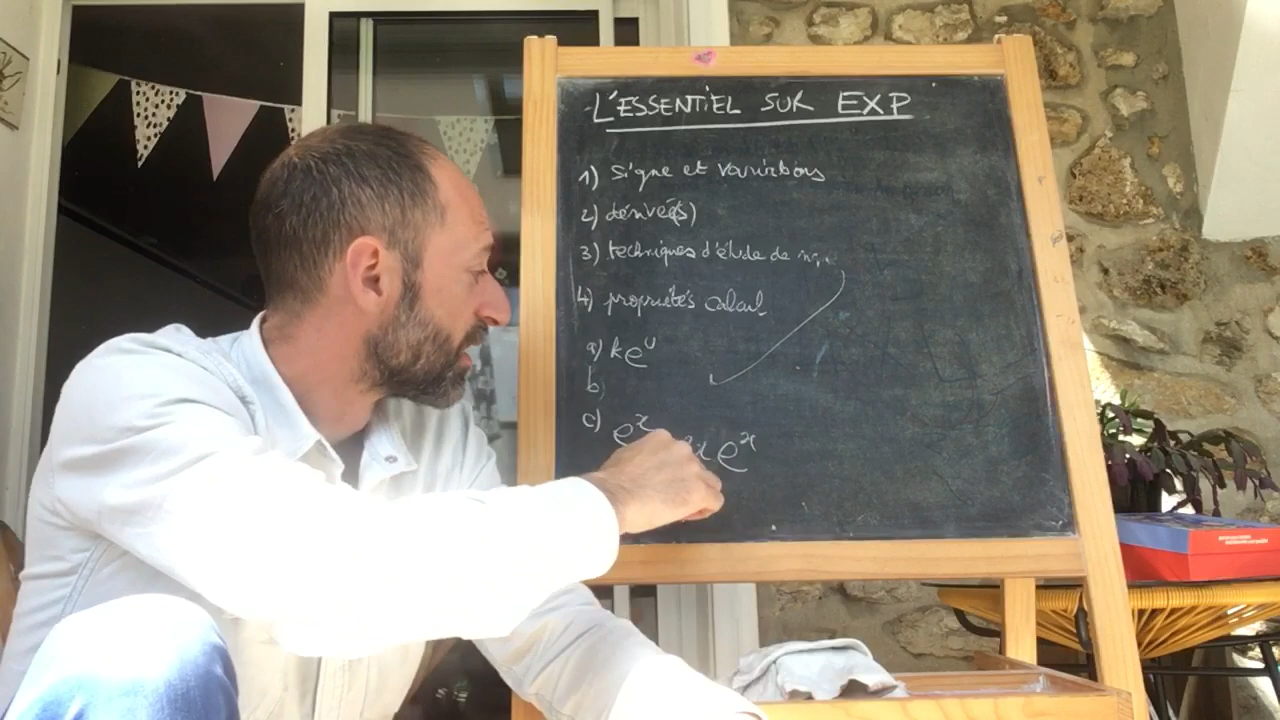 L'ESSENTIEL SUR EXP
1) signe et variations
2) dérivée(s)
3) techniques d'étude de
4) propriétés calcul
a) ke^u
b)
c) e^x x e^x